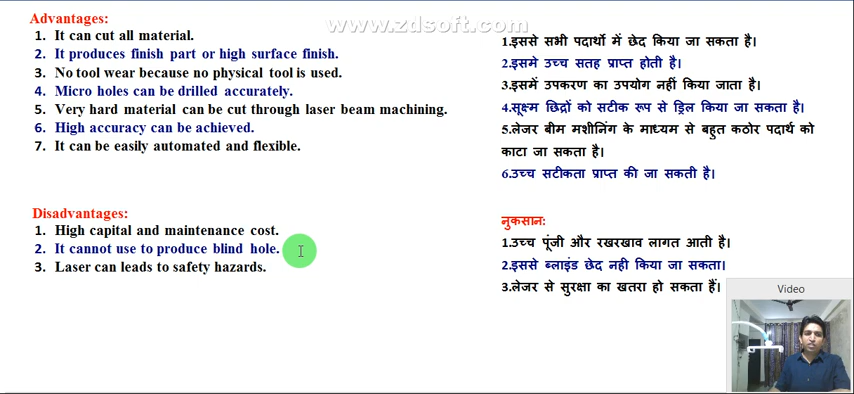 www.zdsoft.com
Advantages:
1. It can cut all material.
2. It produces finish part or high surface finish.
3. No tool wear because no physical tool is used.
4. Micro holes can be drilled accurately.
5. Very hard material can be cut through laser beam machining.
6. High accuracy can be achieved.
7. It can be easily automated and flexible.
1.इससे सभी पदार्थो में छेद किया जा सकता है।
2.इसमे उच्च सतह प्राप्त होती है।
3.इसमें उपकरण का उपयोग नहीं किया जाता है।
4.सूक्ष्म छिद्रों को सटीक रूप से ड्रिल किया जा सकता है।
5.लेजर बीम मशीनिंग के माध्यम से बहुत कठोर पदार्थ को
काटा जा सकता है।
6.उच्च सटीकता प्राप्त की जा सकती है।
Disadvantages:
1. High capital and maintenance cost.
2. It cannot use to produce blind hole.
3. Laser can leads to safety hazards.
नुकसान:
1.उच्च पूंजी और रखरखाव लागत आती है।
2.इससे ब्लाइंड छेद नही किया जा सकता।
3.लेजर से सुरक्षा का खतरा हो सकता हैं।
Video